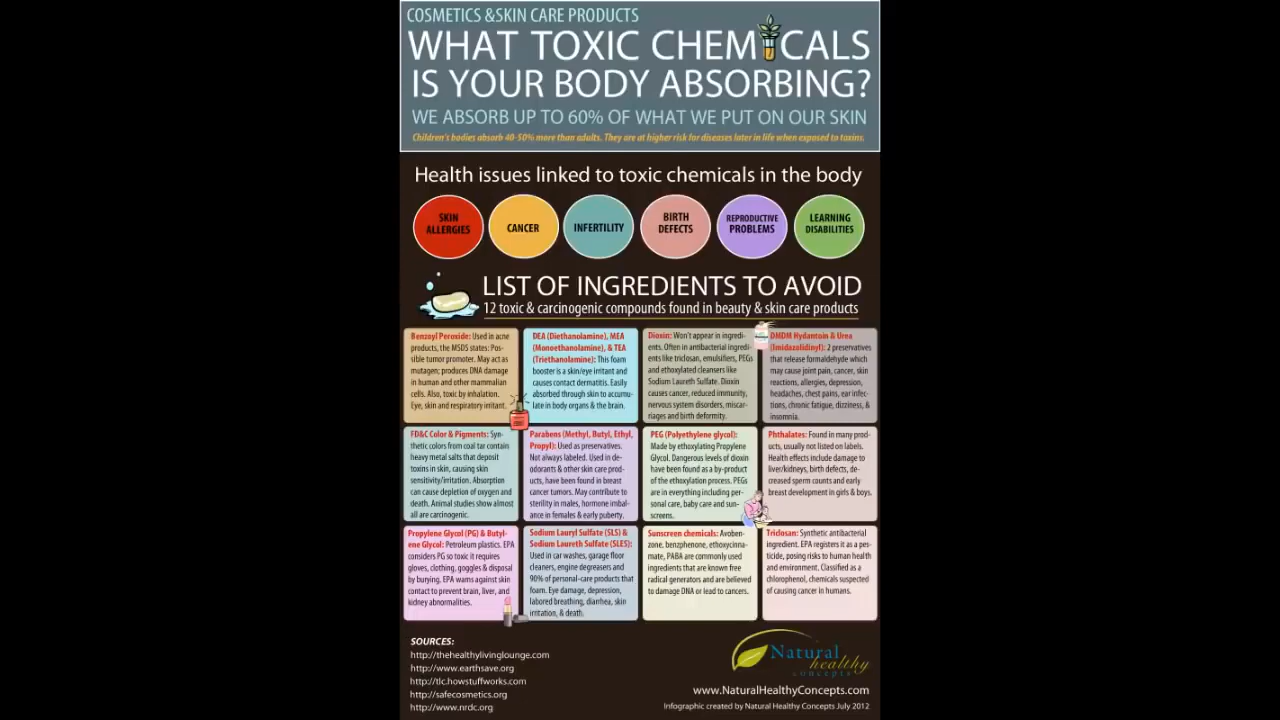 COSMETICS &SKIN CARE PRODUCTS
WHAT TOXIC CHEMICALS
IS YOUR BODY ABSORBING?
WE ABSORB UP TO 60% OF WHAT WE PUT ON OUR SKIN
Children's bodies absorb 40-50% more than adults. They are at higher risk for diseases later in life when exposed to toxins.
Health issues linked to toxic chemicals in the body
SKIN
ALLERGIES
CANCER
INFERTILITY
BIRTH
DEFECTS
REPRODUCTIVE
PROBLEMS
LEARNING
DISABILITIES
LIST OF INGREDIENTS TO AVOID
12 toxic & carcinogenic compounds found in beauty & skin care products
Benzoyl Peroxide: Used in acne
products, the MSDS states: Pos-
sible tumor promoter. May act as
mutagen; produces DNA damage
in human and other mammalian
cells. Also, toxic by inhalation.
Eye, skin and respiratory irritant.
DEA (Diethanolamine), MEA
(Monoethanolamine), & TEA
(Triethanolamine): This foam
booster is a skin/eye irritant and
causes contact dermatitis. Easily
absorbed through skin to accumu-
late in body organs & the brain.
Dioxin: Won't appear in ingredi-
ents. Often in antibacterial ingredi-
ents like triclosan, emulsifiers, PEGs
and ethoxylated cleansers like
Sodium Laureth Sulfate. Dioxin
causes cancer, reduced immunity,
nervous system disorders, miscar-
riages and birth deformity.
DMDM Hydantoin & Urea
(Imidazolidinyl): 2 preservatives
that release formaldehyde which
may cause joint pain, cancer, skin
reactions, allergies, depression,
headaches, chest pains, ear infec-
tions, chronic fatigue, dizziness, &
insomnia.
FD&C Color & Pigments: Syn-
thetic colors from coal tar contain
heavy metal salts that deposit
toxins in skin, causing skin
sensitivity/irritation. Absorption
can cause depletion of oxygen and
death. Animal studies show almost
all are carcinogenic.
Parabens (Methyl, Butyl, Ethyl,
Propyl): Used as preservatives.
Not always labeled. Used in de-
odorants & other skin care prod-
ucts, have been found in breast
cancer tumors. May contribute to
sterility in males, hormone imbal-
ance in females & early puberty.
PEG (Polyethylene glycol):
Made by ethoxylating Propylene
Glycol. Dangerous levels of dioxin
have been found as a by-product
of the ethoxylation process. PEGs
are in everything including per-
sonal care, baby care and sun-
screens.
Phthalates: Found in many prod-
ucts, usually not listed on labels.
Health effects include damage to
liver/kidneys, birth defects, de-
creased sperm counts and early
breast development in girls & boys.
Propylene Glycol (PG) & Butyl-
ene Glycol: Petroleum plastics. EPA
considers PG so toxic it requires
gloves, clothing, goggles & disposal
by burying. EPA warns against skin
contact to prevent brain, liver, and
kidney abnormalities.
Sodium Lauryl Sulfate (SLS) &
Sodium Laureth Sulfate (SLES):
Used in car washes, garage floor
cleaners, engine degreasers and
90% of personal-care products that
foam. Eye damage, depression,
labored breathing, diarrhea, skin
irritation, & death.
Sunscreen chemicals: Avoben-
zone, benzphenone, ethoxycinna-
mate, PABA are commonly used
ingredients that are known free
radical generators and are believed
to damage DNA or lead to cancers.
Triclosan: Synthetic antibacterial
ingredient. EPA registers it as a pes-
ticide, posing risks to human health
and environment. Classified as a
chlorophenol, chemicals suspected
of causing cancer in humans.
SOURCES:
http://thehealthylivinglounge.com
http://www.earthsave.org
http://tlc.howstuffworks.com
http://safecosmetics.org
http://www.nrdc.org
Natural
healthy
concepts
www.NaturalHealthyConcepts.com
Infographic created by Natural Healthy Concepts July 2012